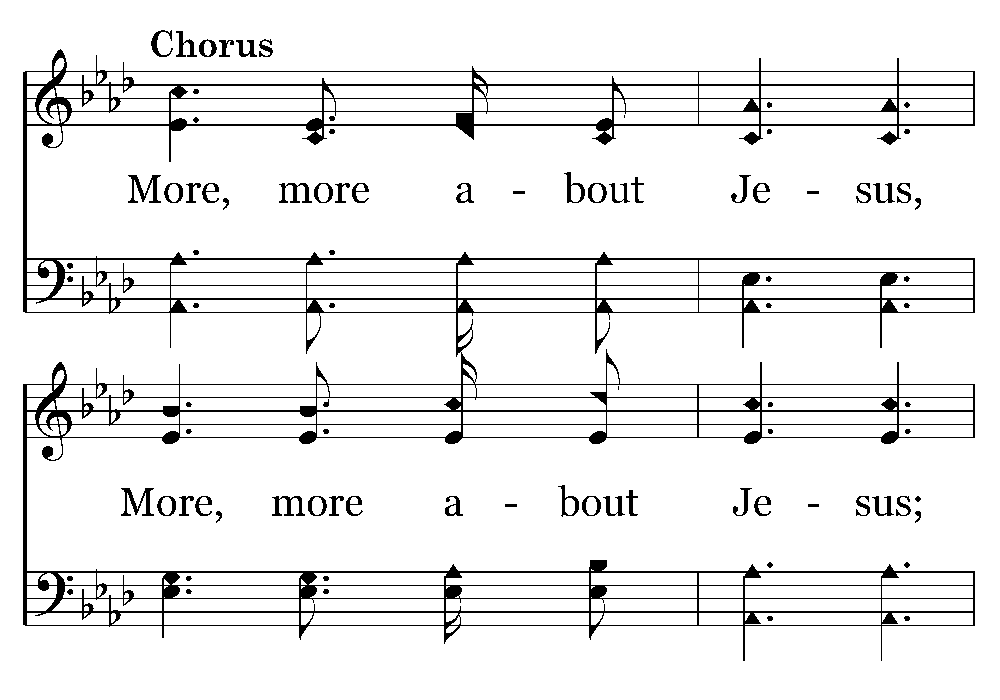 Chorus
More, more a - bout Je - sus,
More, more a - bout Je - sus;